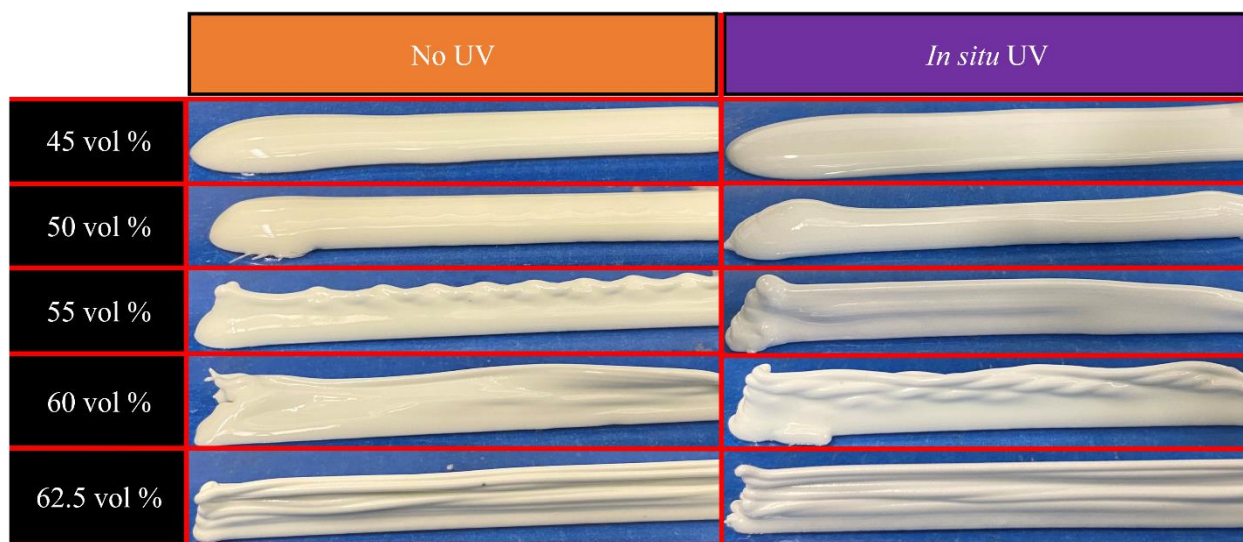 No UV
In situ UV
45 vol %
50 vol %
55 vol %
60 vol %
62.5 vol %